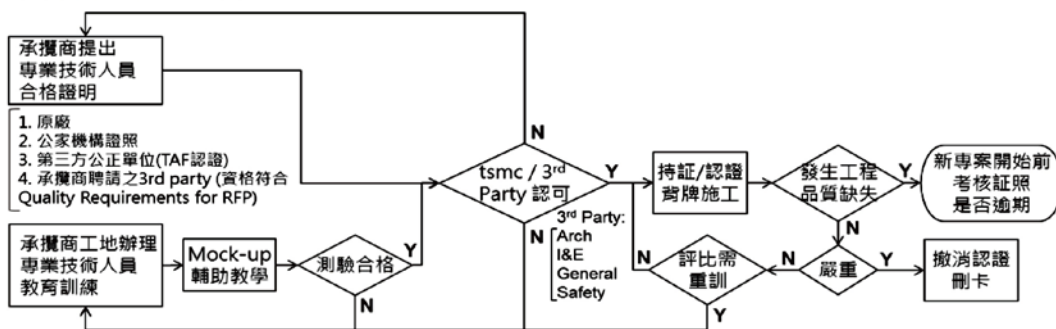 承攬商提出
專業技術人員
合格證明
1. 原廠
2. 公家機構證照
3. 第三方公正單位(TAF認證)
4. 承攬商聘請之3rd party (資格符合
Quality Requirements for RFP)
承攬商工地辦理
專業技術人員
教育訓練
Mock-up
輔助教學
測驗合格
Y
N
tsmc / 3rd
Party 認可
N
Y
N
3rd Party:
Arch
I&E
General
Safety
持証/認證
背牌施工
發生工程
品質缺失
Y
N
新專案開始前
考核証照
是否逾期
評比需
重訓
N
Y
嚴重
N
Y
撤消認證
刪卡